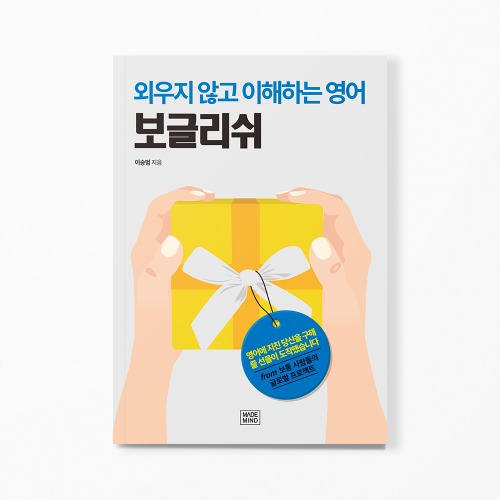 외우지 않고 이해하는 영어
보글리쉬
이승범 지음
영어에 지친 당신을 구해
줄 선물이 도착했습니다
from 보통 사람들의
글로벌 프로젝트
MADE
MIND